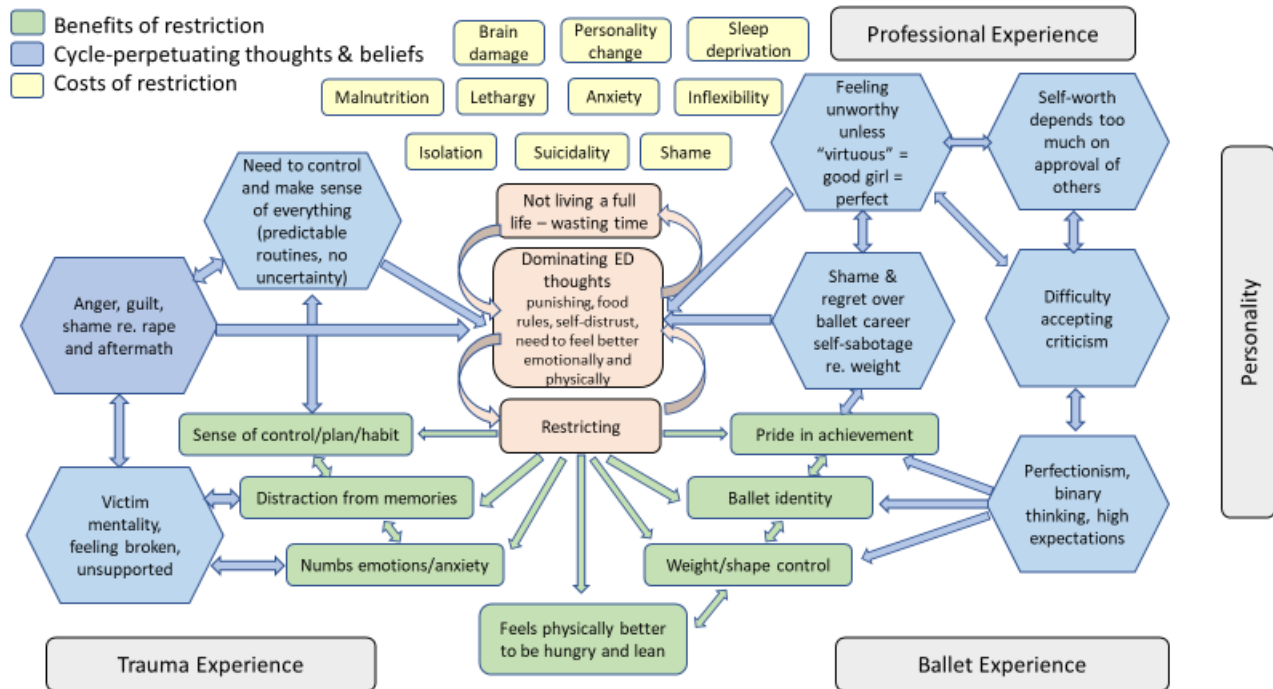 Benefits of restriction
Cycle-perpetuating thoughts & beliefs
Costs of restriction
Brain
damage
Personality
change
Sleep
deprivation
Malnutrition
Lethargy
Anxiety
Inflexibility
Isolation
Suicidality
Shame
Professional Experience
Feeling
unworthy
unless
“virtuous” =
good girl =
perfect
Self-worth
depends too
much on
approval of
others
Need to control
and make sense
of everything
(predictable
routines, no
uncertainty)
Not living a full
life – wasting time
Dominating ED
thoughts
punishing, food
rules, self-distrust,
need to feel better
emotionally and
physically
Restricting
Anger, guilt,
shame re. rape
and aftermath
Shame &
regret over
ballet career
self-sabotage
re. weight
Difficulty
accepting
criticism
Personality
Sense of control/plan/habit
Pride in achievement
Victim
mentality,
feeling broken,
unsupported
Distraction from memories
Ballet identity
Perfectionism,
binary
thinking, high
expectations
Numbs emotions/anxiety
Weight/shape control
Feels physically better
to be hungry and lean
Trauma Experience
Ballet Experience